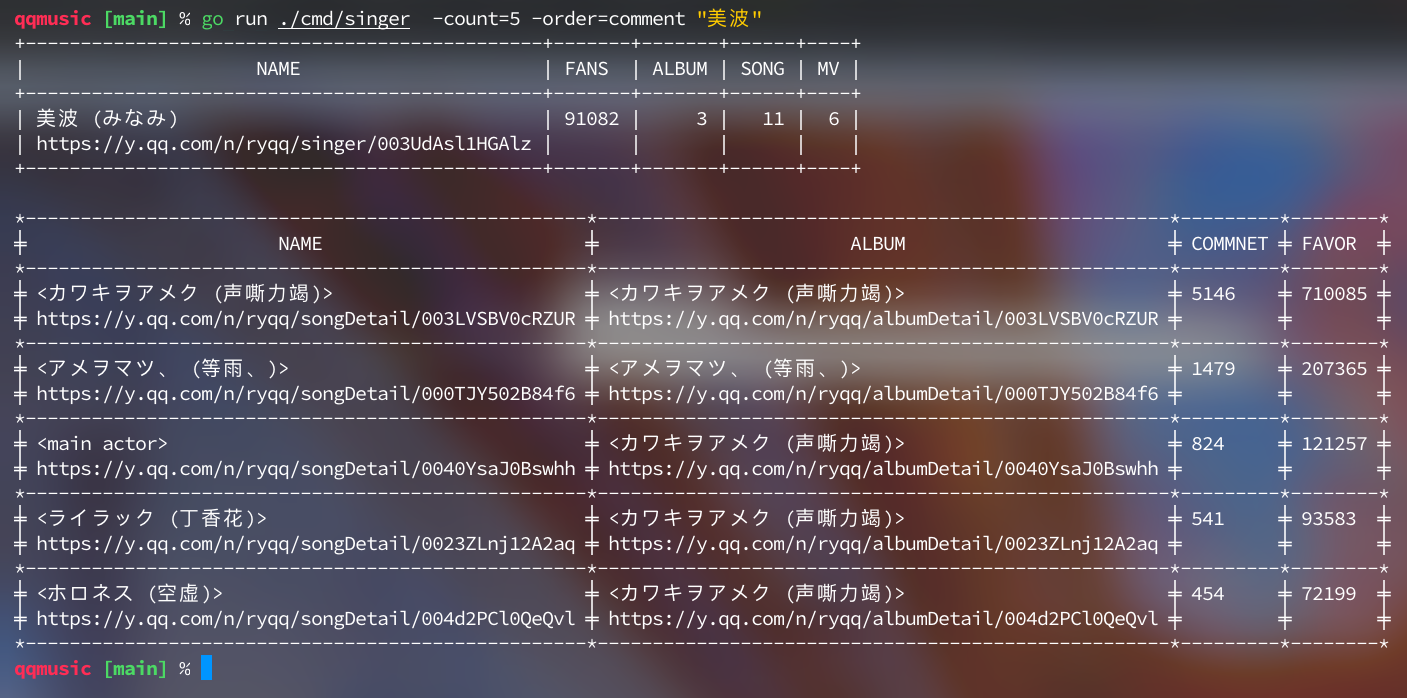 qqmusic [main] % go run ./cmd/singer  -count=5 -order=comment "美波"
+-----------------------------------------------+-------+-------+------+----+
|                     NAME                      | FANS  | ALBUM | SONG | MV |
+-----------------------------------------------+-------+-------+------+----+
| 美波 (みなみ)                                 | 91082 |     3 |   11 |  6 |
| https://y.qq.com/n/ryqq/singer/003UdAsl1HGAlz |       |       |      |    |
+-----------------------------------------------+-------+-------+------+----+
*---------------------------------------------------*-----------------------------------------------------*---------*--------*
╪                       NAME                        ╪                       ALBUM                         ╪ COMMNET ╪ FAVOR  ╪
*---------------------------------------------------*-----------------------------------------------------*---------*--------*
╪ <カワキヲアメク (声嘶力竭)>                       ╪ <カワキヲアメク (声嘶力竭)>                         ╪ 5146    ╪ 710085 ╪
╪ https://y.qq.com/n/ryqq/songDetail/003LVSBV0cRZUR ╪ https://y.qq.com/n/ryqq/albumDetail/003LVSBV0cRZUR ╪         ╪        ╪
*---------------------------------------------------*-----------------------------------------------------*---------*--------*
╪ <アメヲマツ、 (等雨、)>                           ╪ <アメヲマツ、 (等雨、)>                             ╪ 1479    ╪ 207365 ╪
╪ https://y.qq.com/n/ryqq/songDetail/000TJY502B84f6 ╪ https://y.qq.com/n/ryqq/albumDetail/000TJY502B84f6 ╪         ╪        ╪
*---------------------------------------------------*-----------------------------------------------------*---------*--------*
╪ <main actor>                                      ╪ <カワキヲアメク (声嘶力竭)>                         ╪ 824     ╪ 121257 ╪
╪ https://y.qq.com/n/ryqq/songDetail/0040YsaJ0Bswhh ╪ https://y.qq.com/n/ryqq/albumDetail/0040YsaJ0Bswhh ╪         ╪        ╪
*---------------------------------------------------*-----------------------------------------------------*---------*--------*
╪ <ライラック (丁香花)>                             ╪ <カワキヲアメク (声嘶力竭)>                         ╪ 541     ╪ 93583  ╪
╪ https://y.qq.com/n/ryqq/songDetail/0023ZLnj12A2aq ╪ https://y.qq.com/n/ryqq/albumDetail/0023ZLnj12A2aq ╪         ╪        ╪
*---------------------------------------------------*-----------------------------------------------------*---------*--------*
╪ <ホロネス (空虚)>                                 ╪ <カワキヲアメク (声嘶力竭)>                         ╪ 454     ╪ 72199  ╪
╪ https://y.qq.com/n/ryqq/songDetail/004d2PCl0QeQvl ╪ https://y.qq.com/n/ryqq/albumDetail/004d2PCl0QeQvl ╪         ╪        ╪
*---------------------------------------------------*-----------------------------------------------------*---------*--------*
qqmusic [main] %